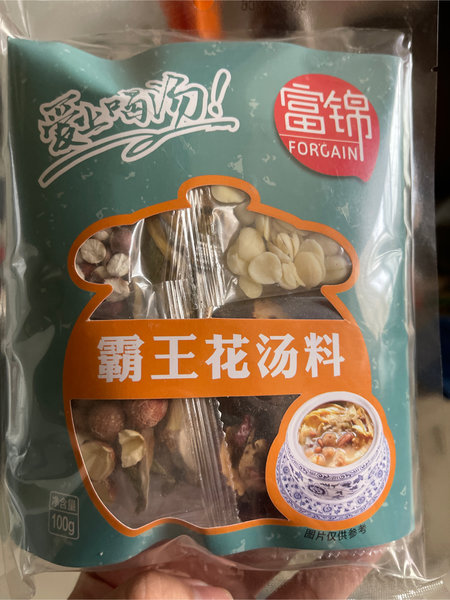 爱上喝汤!
富锦
FORGAIN
霸王花汤料
净含量
100g
图片仅供参考